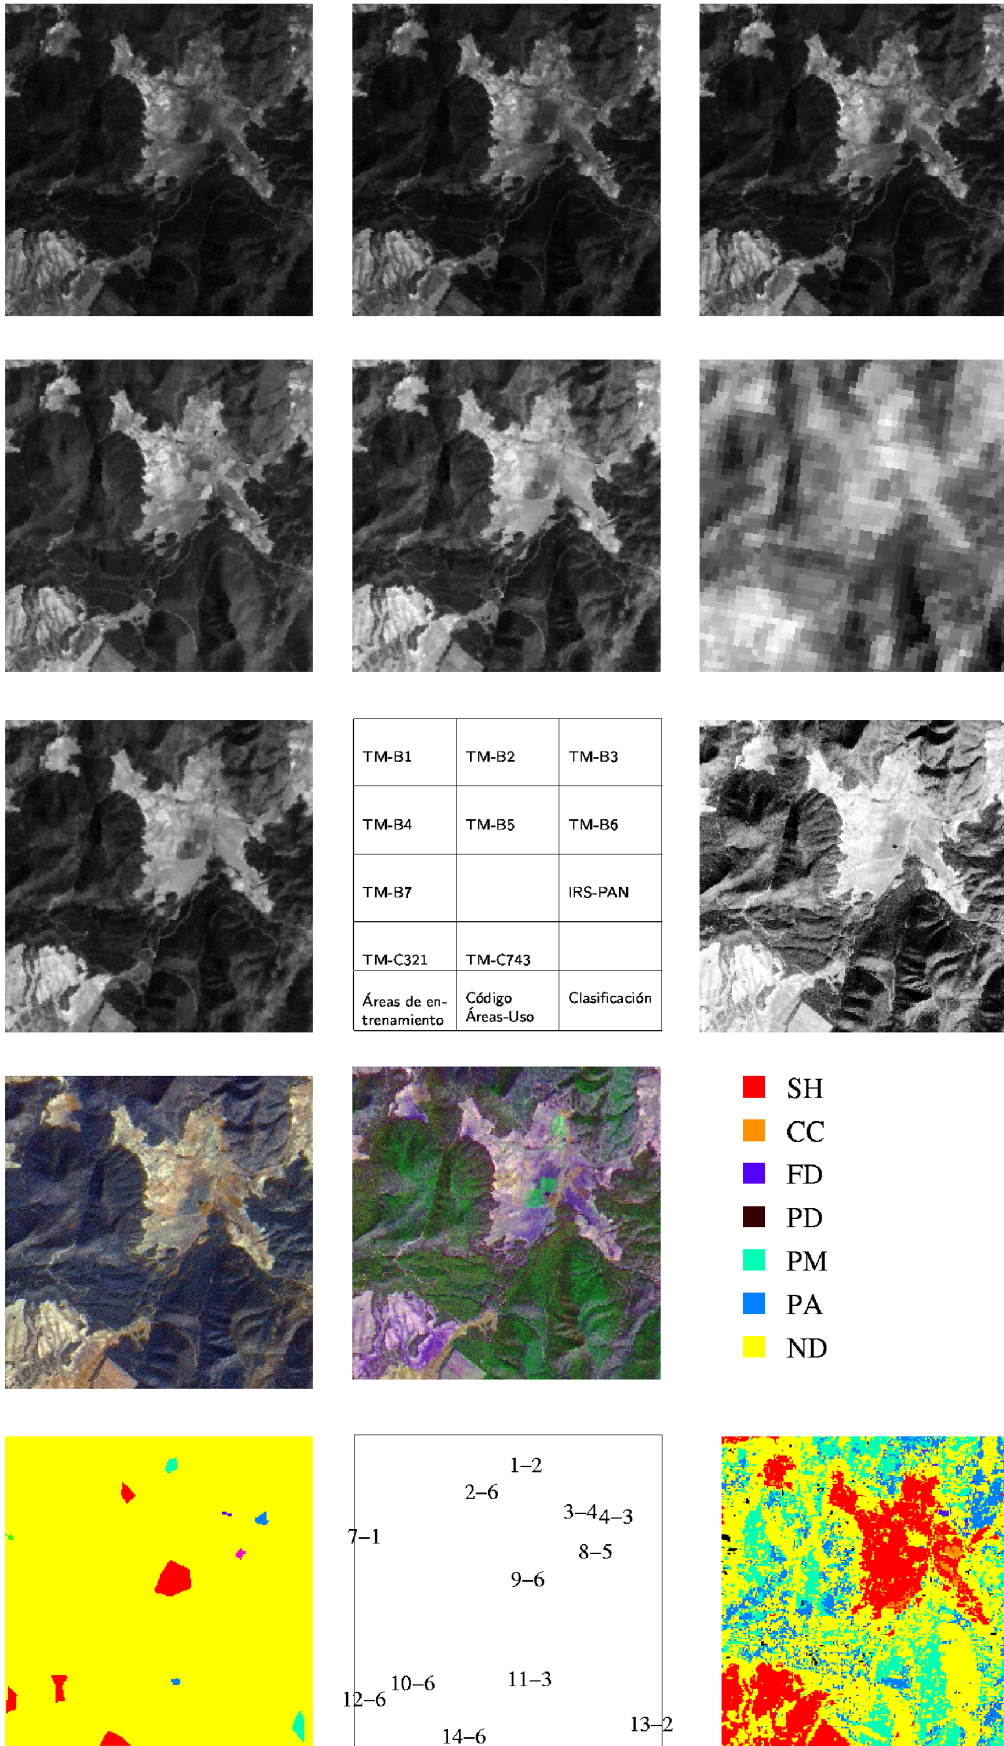 TM-B1 TM-B2 TM-B3
TM-B4 TM-B5 TM-B6
TM-B7 IRS-PAN
TM-C321 TM-C743
Áreas de en-
trenamiento
Código
Áreas-Uso
Clasificación
SH
CC
FD
PD
PM
PA
ND
1–2
2–6
3–4 4–3
7–1
8–5
9–6
10–6 11–3
12–6
13–2
14–6